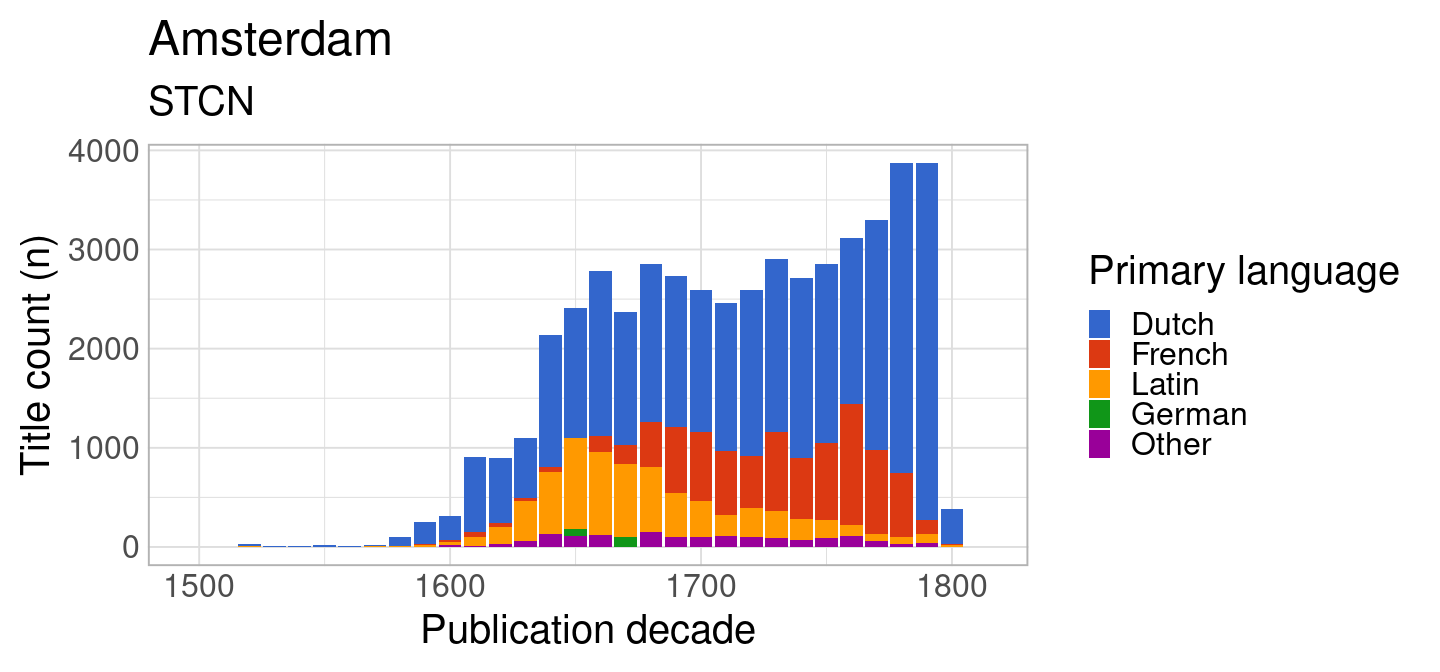 Amsterdam
STCN
4000
3000
2000
1000
0
Title count (n)
1500 1600 1700 1800
Publication decade
Primary language
Dutch
French
Latin
German
Other